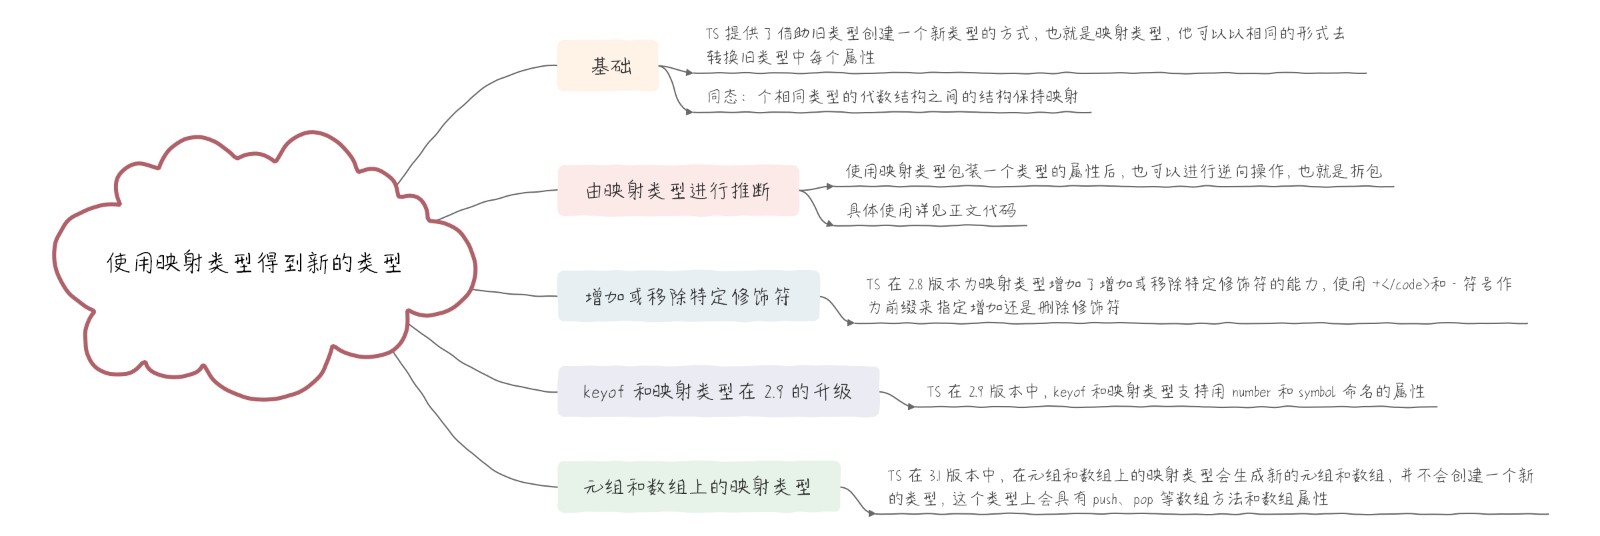 使用映射类型得到新的类型
基础
TS 提供了借助旧类型创建一个新类型的方式，也就是映射类型，他可以以相同的形式去
转换旧类型中每个属性
同态：个相同类型的代数结构之间的结构保持映射
由映射类型进行推断
使用映射类型包装一个类型的属性后，也可以进行逆向操作，也就是拆包
具体使用详见正文代码
增加或移除特定修饰符
TS 在 2.8 版本为映射类型增加了增加或移除特定修饰符的能力，使用 +</code>和 - 符号作
为前缀来指定增加还是删除修饰符
keyof 和映射类型在 2.9 的升级
TS 在 2.9 版本中，keyof 和映射类型支持用 number 和 symbol 命名的属性
元组和数组上的映射类型
TS 在 3.1 版本中，在元组和数组上的映射类型会生成新的元组和数组，并不会创建一个新
的类型，这个类型上会具有 push、pop 等数组方法和数组属性